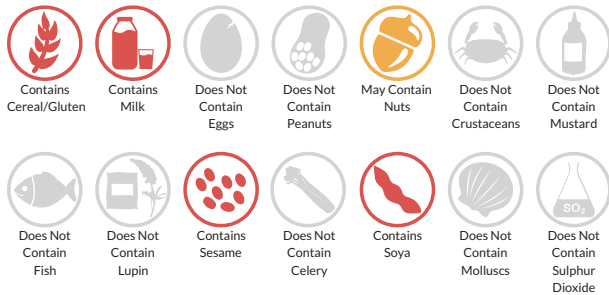 Contains
Cereal/Gluten
Contains
Milk
Does Not
Contain
Eggs
Does Not
Contain
Peanuts
May Contain
Nuts
Does Not
Contain
Crustaceans
Does Not
Contain
Mustard
Does Not
Contain
Fish
Does Not
Contain
Lupin
Contains
Sesame
Does Not
Contain
Celery
Contains
Soya
Does Not
Contain
Molluscs
SO₂
Does Not
Contain
Sulphur
Dioxide